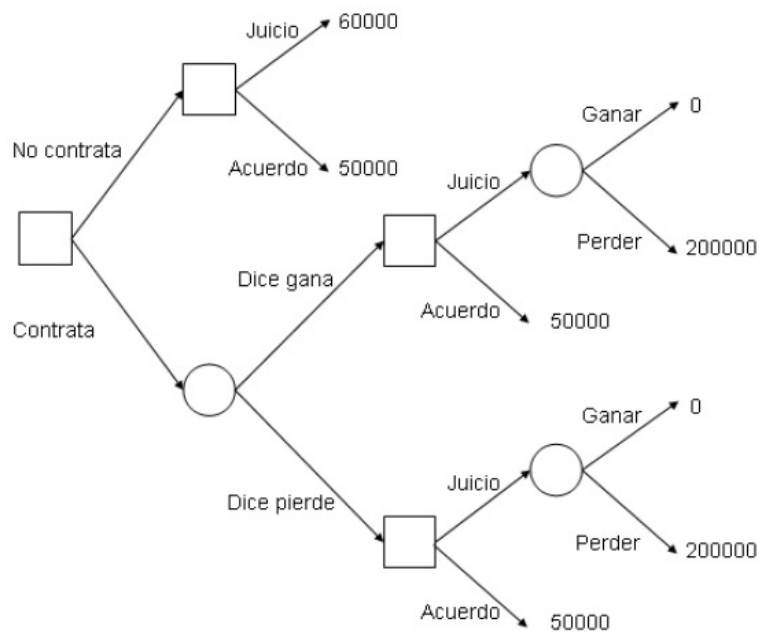 Juicio
60000
No contrata
Acuerdo
50000
Contrata
Dice gana
Juicio
Ganar
0
Perder
200000
Acuerdo
50000
Dice pierde
Juicio
Ganar
0
Perder
200000
Acuerdo
50000